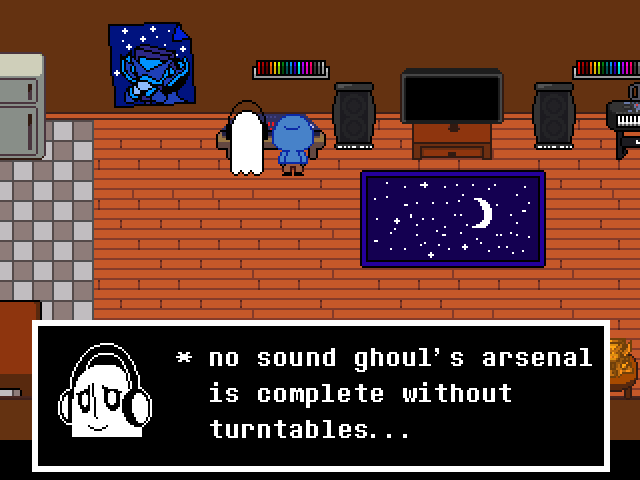 * no sound ghoul's arsenal
is complete without
turntables...